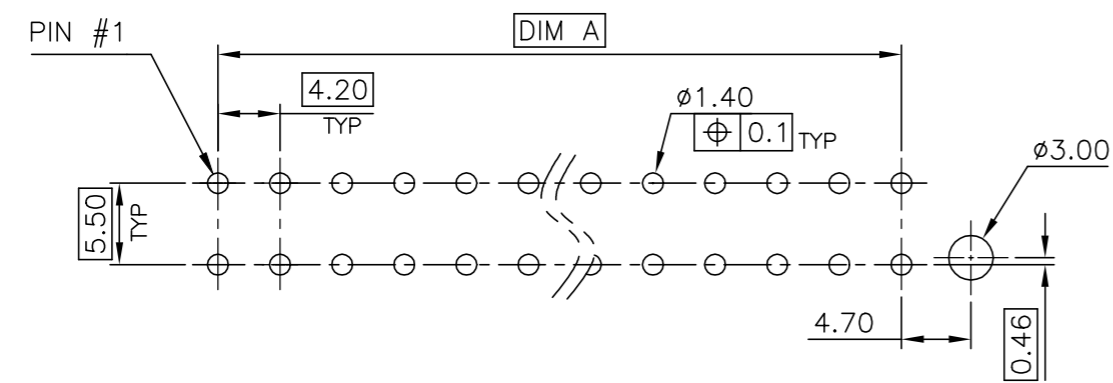 PIN #1
DIM A
4.20
TYP
ø1.40
⌖ 0.1 TYP
ø3.00
5.50
TYP
4.70
0.46